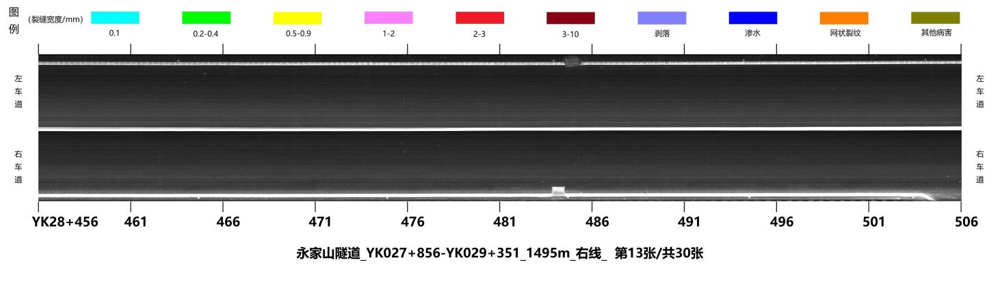 图例
(裂缝宽度/mm)
0.1 0.2-0.4 0.5-0.9 1-2 2-3 3-10 剥落 渗水 网状裂纹 其他病害
左车道 左车道
右车道 右车道
YK28+456 461 466 471 476 481 486 491 496 501 506
永家山隧道_YK027+856-YK029+351_1495m_右线_ 第13张/共30张